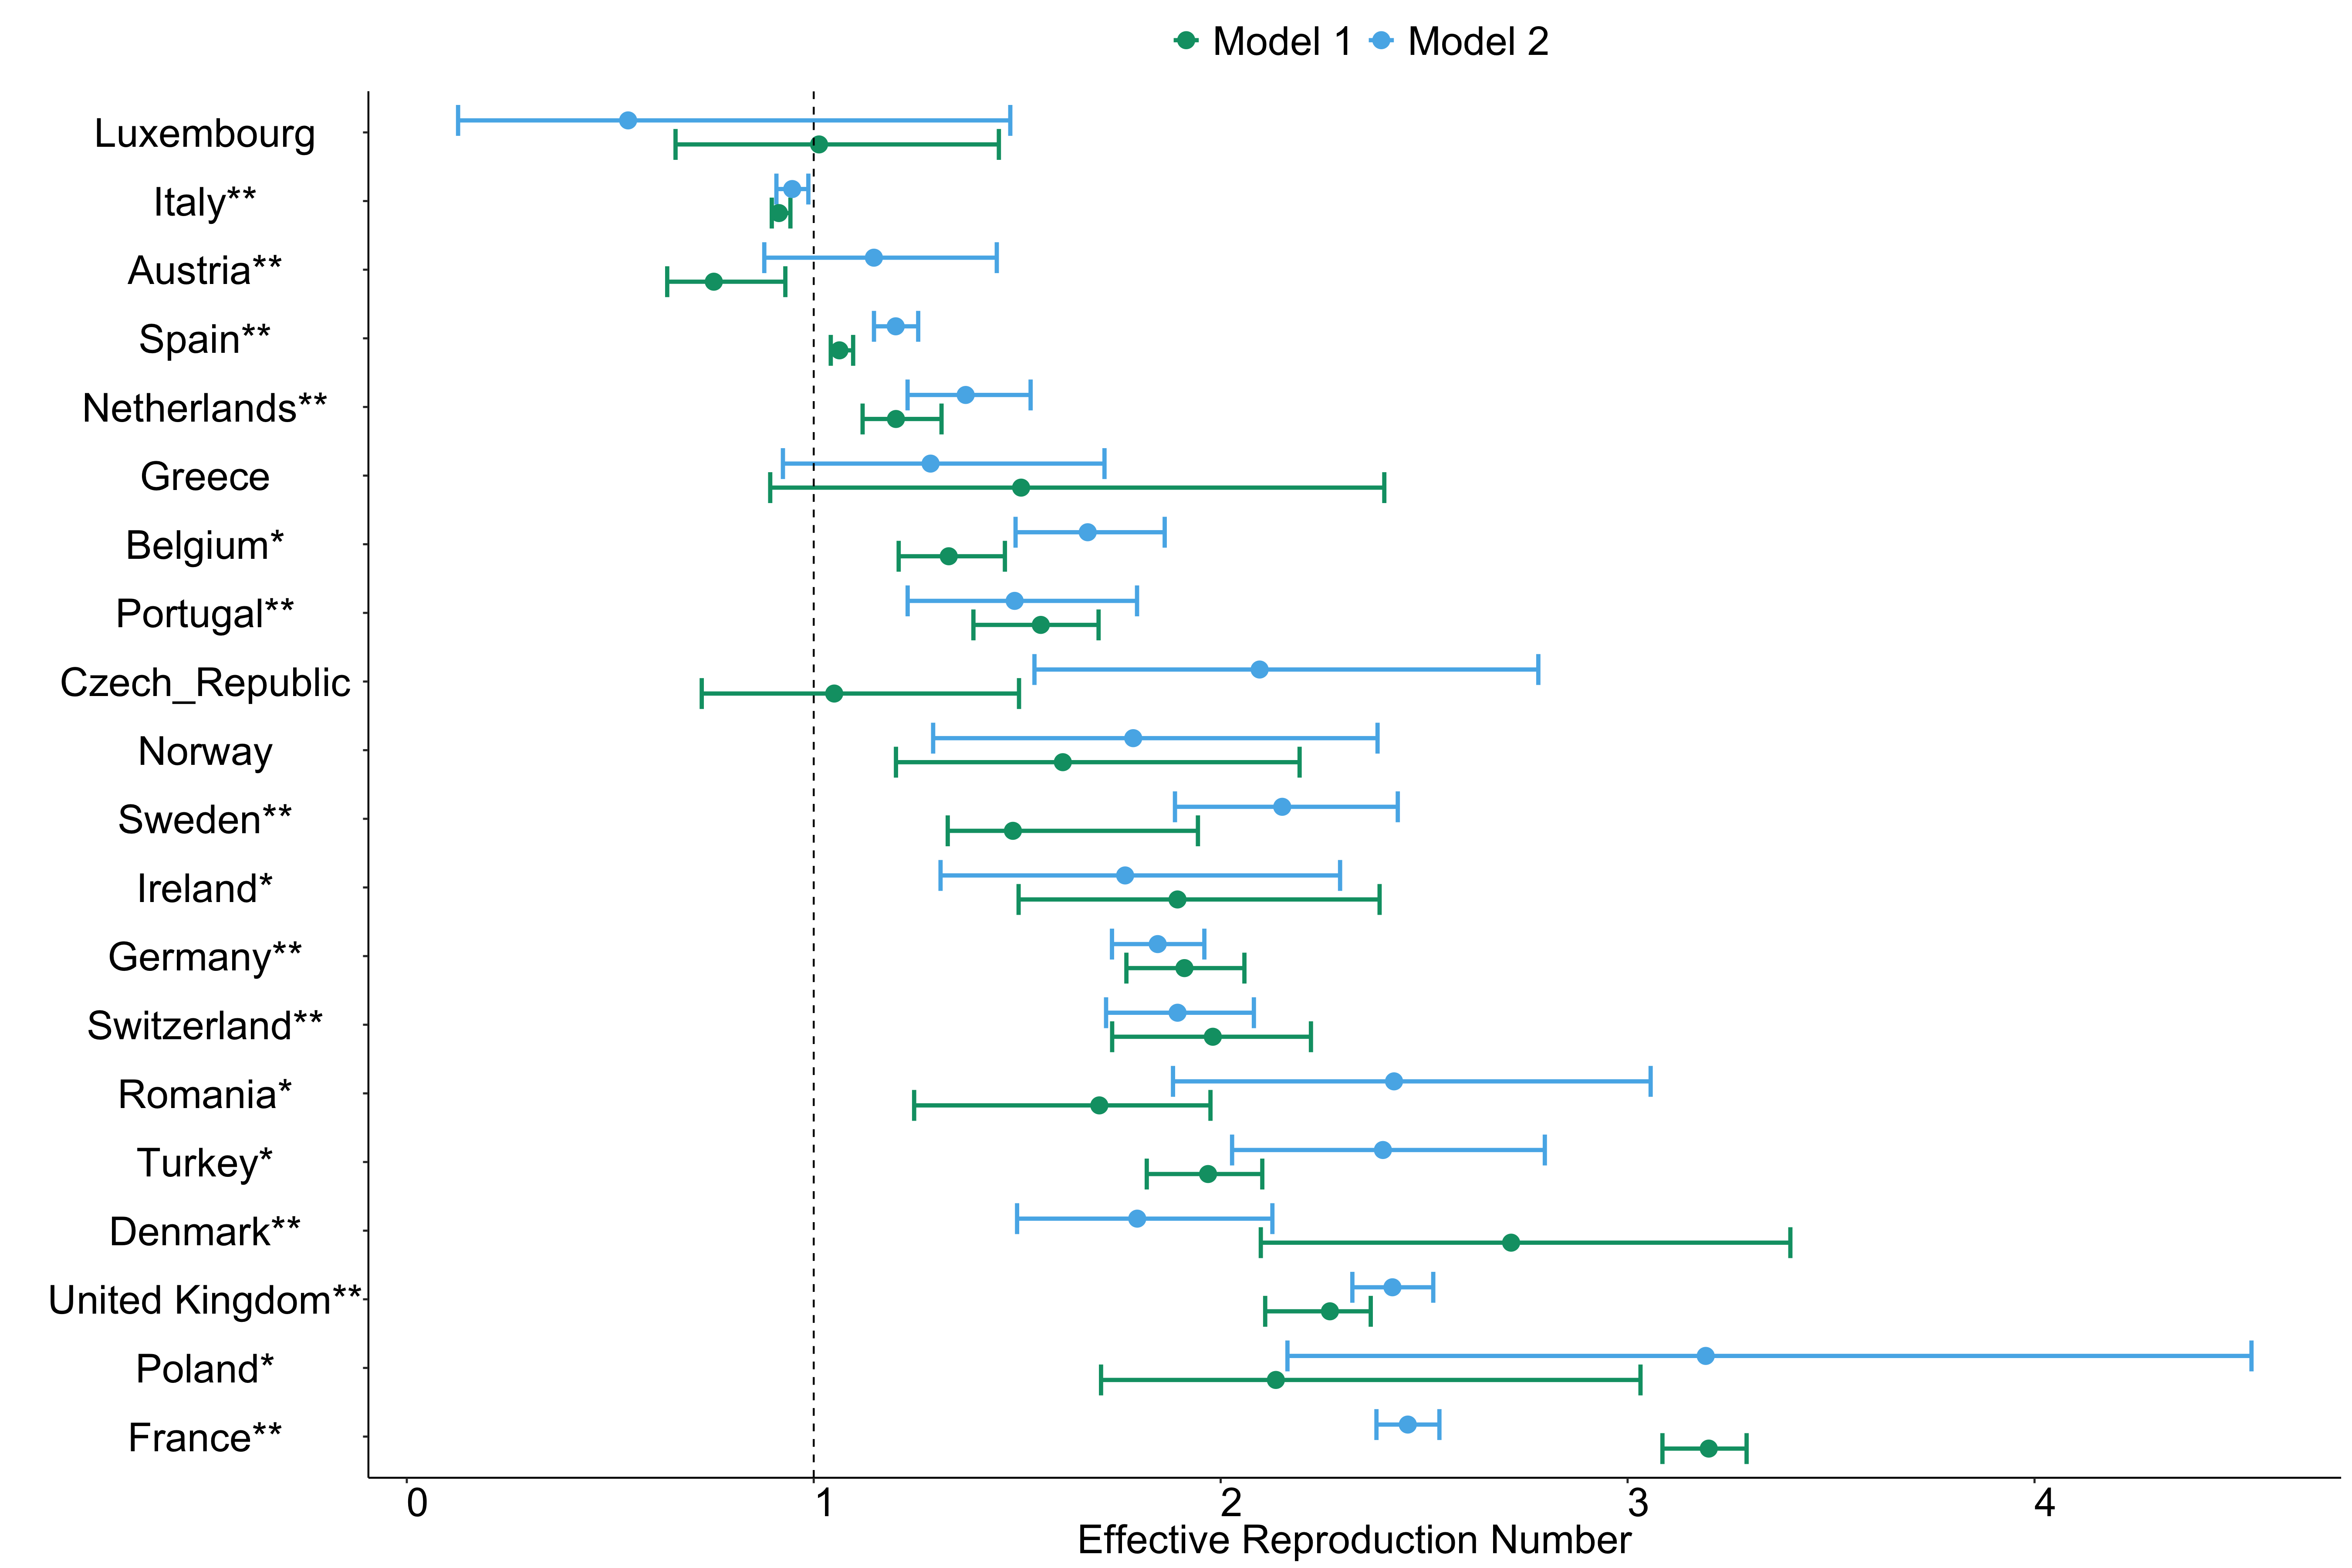 Model 1 Model 2
Luxembourg
Italy**
Austria**
Spain**
Netherlands**
Greece
Belgium*
Portugal**
Czech_Republic
Norway
Sweden**
Ireland*
Germany**
Switzerland**
Romania*
Turkey*
Denmark**
United Kingdom**
Poland*
France**
0 1 2 3 4
Effective Reproduction Number